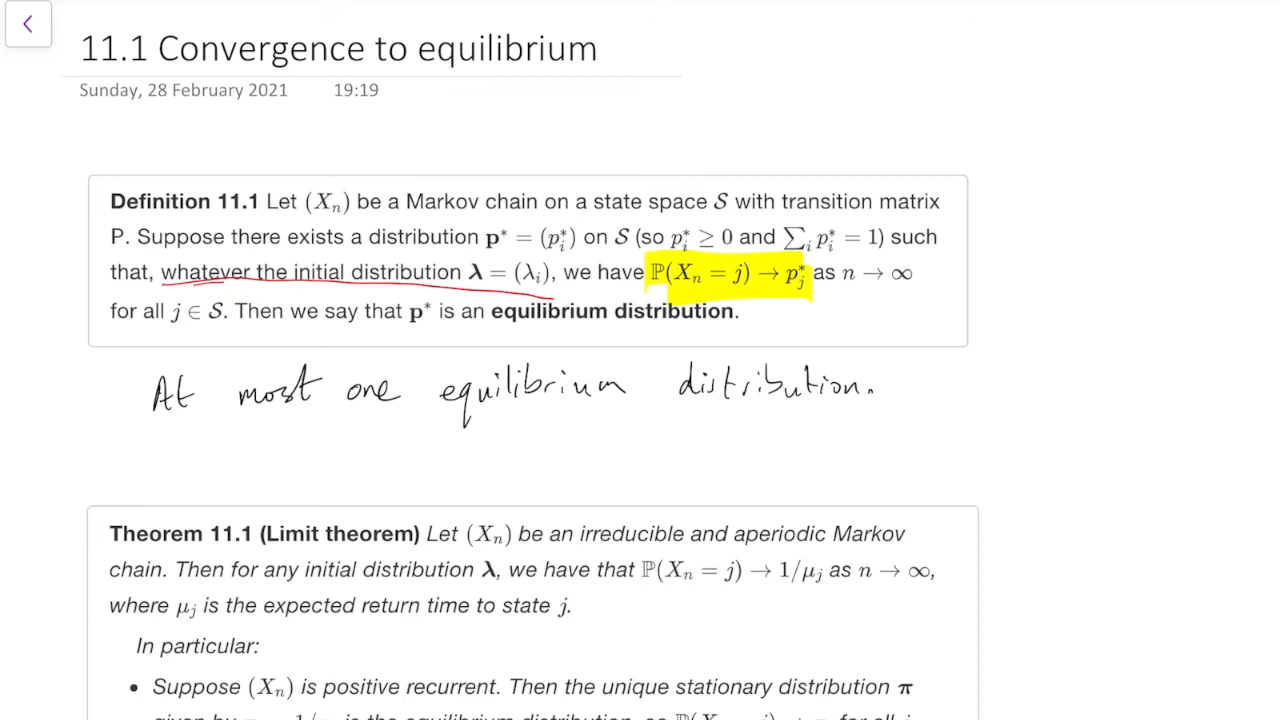 11.1 Convergence to equilibrium
Sunday, 28 February 2021 19:19
Definition 11.1 Let (Xₙ) be a Markov chain on a state space 𝒮 with transition matrix
P. Suppose there exists a distribution p* = (pᵢ*) on 𝒮 (so pᵢ* ≥ 0 and ∑ᵢ pᵢ* = 1) such
that, whatever the initial distribution λ = (λᵢ), we have ℙ(Xₙ = j) → pⱼ* as n → ∞
for all j ∈ 𝒮. Then we say that p* is an equilibrium distribution.
At most one equilibrium distribution.
Theorem 11.1 (Limit theorem) Let (Xₙ) be an irreducible and aperiodic Markov
chain. Then for any initial distribution λ, we have that ℙ(Xₙ = j) → 1/μⱼ as n → ∞,
where μⱼ is the expected return time to state j.
In particular:
• Suppose (Xₙ) is positive recurrent. Then the unique stationary distribution π
is the equilibrium distribution, so